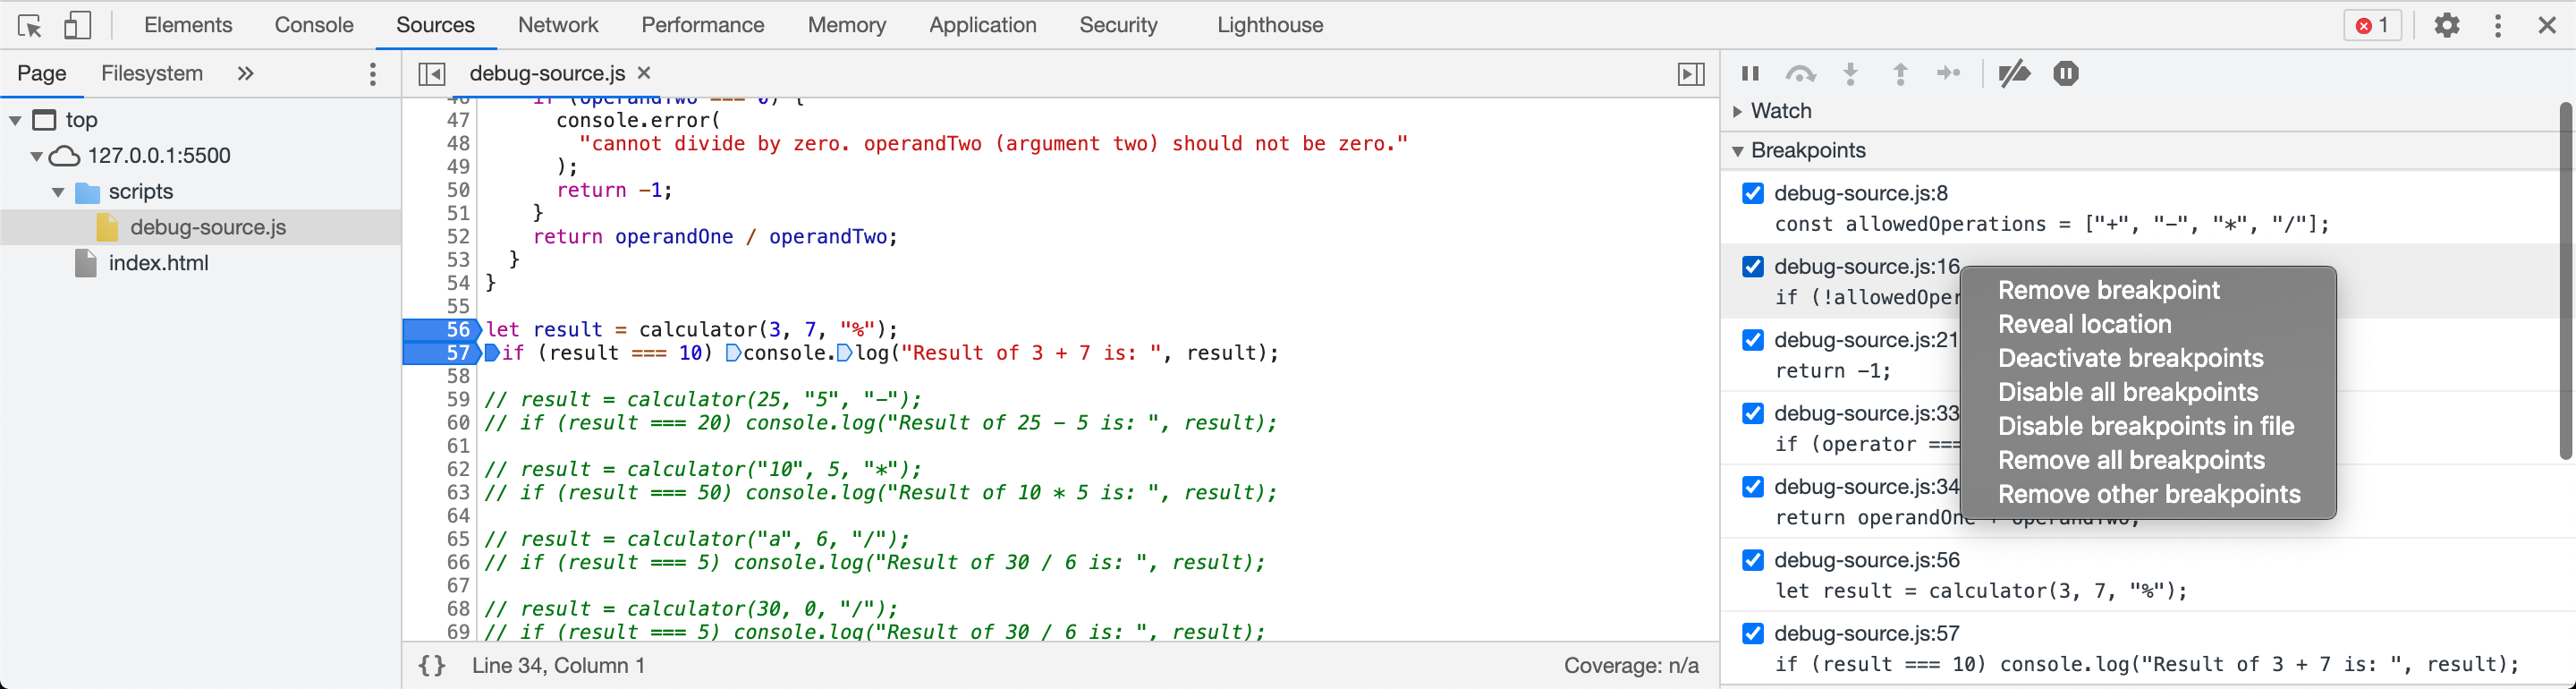 Elements Console Sources Network Performance Memory Application Security Lighthouse 1
Page Filesystem
top
127.0.0.1:5500
scripts
debug-source.js
index.html
debug-source.js
46 if (operandTwo === 0) {
47 console.error(
48 "cannot divide by zero. operandTwo (argument two) should not be zero."
49 );
50 return -1;
51 }
52 return operandOne / operandTwo;
53 }
54 }
55
56 let result = calculator(3, 7, "%");
57 if (result === 10) console.log("Result of 3 + 7 is: ", result);
58
59 // result = calculator(25, "5", "-");
60 // if (result === 20) console.log("Result of 25 - 5 is: ", result);
61
62 // result = calculator("10", 5, "*");
63 // if (result === 50) console.log("Result of 10 * 5 is: ", result);
64
65 // result = calculator("a", 6, "/");
66 // if (result === 5) console.log("Result of 30 / 6 is: ", result);
67
68 // result = calculator(30, 0, "/");
69 // if (result === 5) console.log("Result of 30 / 6 is: ", result);
{} Line 34, Column 1 Coverage: n/a
Watch
Breakpoints
debug-source.js:8
const allowedOperations = ["+", "-", "*", "/"];
debug-source.js:16
if (!allowedOper
debug-source.js:21
return -1;
debug-source.js:33
if (operator ===
debug-source.js:34
return operandOne + operandTwo;
debug-source.js:56
let result = calculator(3, 7, "%");
debug-source.js:57
if (result === 10) console.log("Result of 3 + 7 is: ", result);
Remove breakpoint
Reveal location
Deactivate breakpoints
Disable all breakpoints
Disable breakpoints in file
Remove all breakpoints
Remove other breakpoints